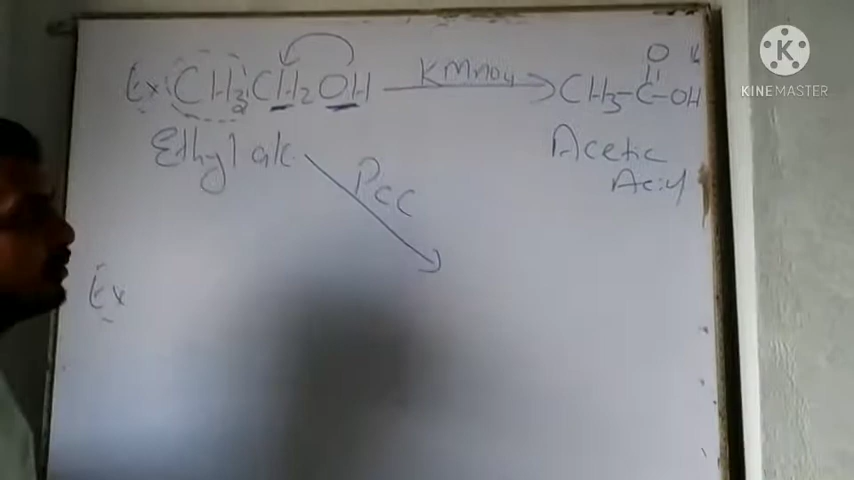 Ex CH3CH2OH KMnO4 CH3-C-OH
O
Ethyl alc
Acetic
Acid
PCC
Ex
K
KINEMASTER